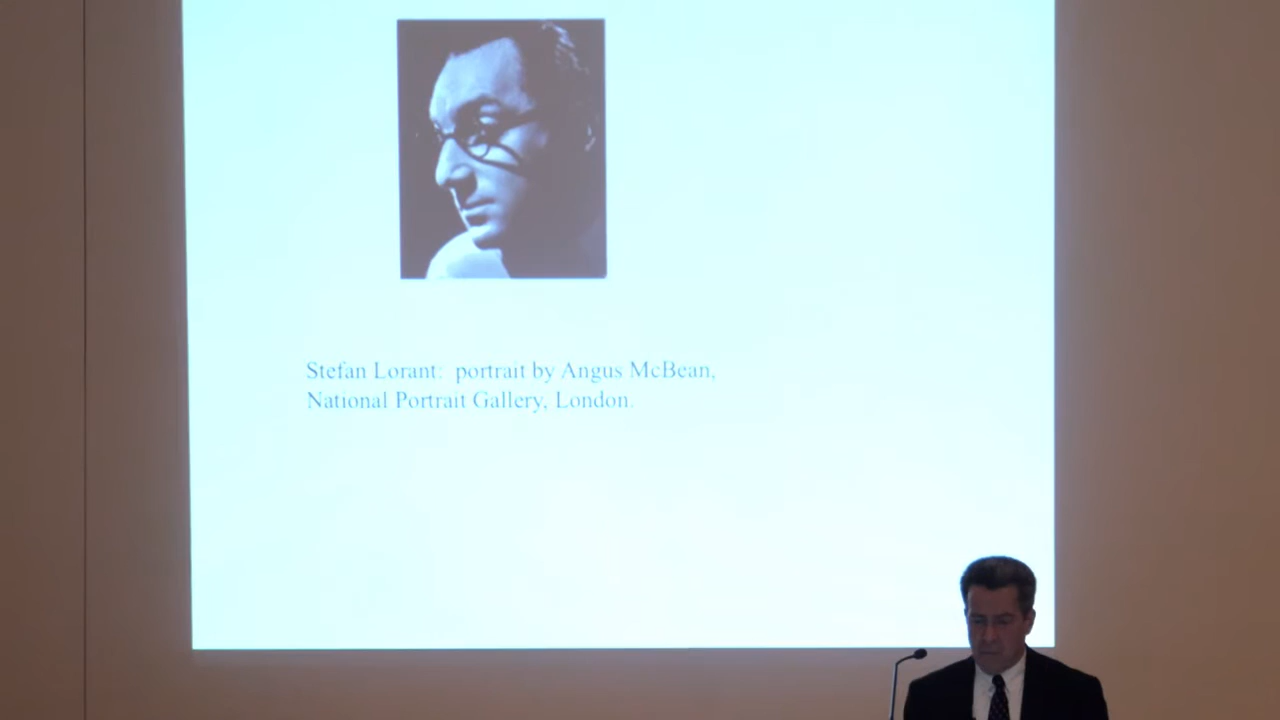 Stefan Lorant: portrait by Angus McBean,
National Portrait Gallery, London.